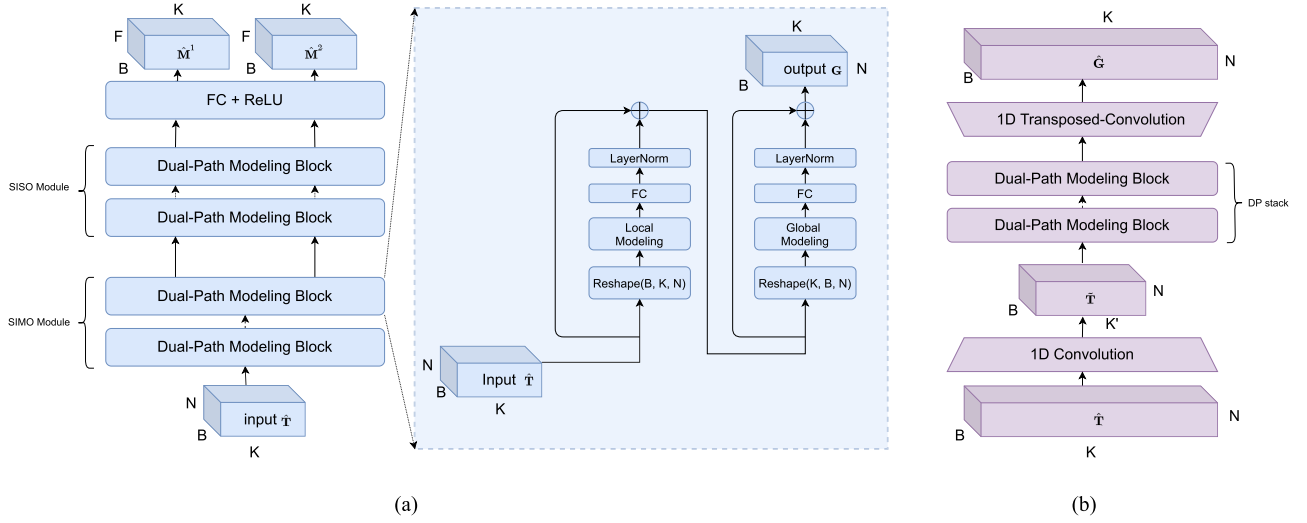 K
K
F
F
M̂¹
M̂²
B
B
FC + ReLU
Dual-Path Modeling Block
SISO Module
Dual-Path Modeling Block
Dual-Path Modeling Block
SIMO Module
Dual-Path Modeling Block
N
input T̂
B
K
K
output G
N
B
LayerNorm
LayerNorm
FC
FC
Local
Modeling
Global
Modeling
Reshape(B, K, N)
Reshape(K, B, N)
N
Input T̂
B
K
(a)
K
Ĝ
B
N
1D Transposed-Convolution
Dual-Path Modeling Block
DP stack
Dual-Path Modeling Block
N
T̄
B
K'
1D Convolution
N
T̂
B
K
(b)